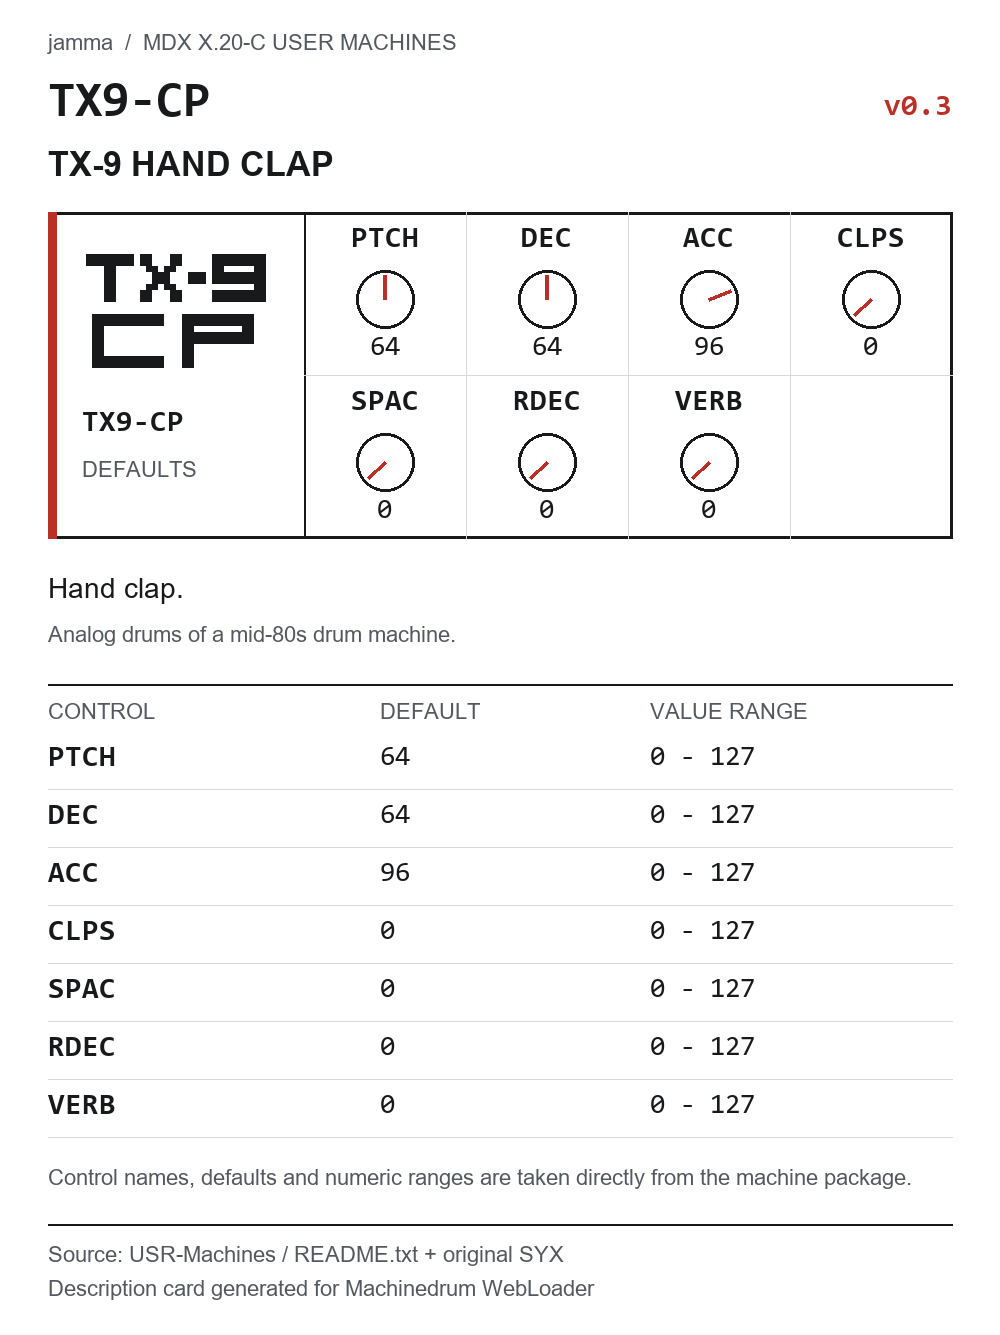 jamma / MDX X.20-C USER MACHINES
TX9-CP
v0.3
TX-9 HAND CLAP
TX-9
CP
TX9-CP
DEFAULTS
PTCH DEC ACC CLPS
64 64 96 0
SPAC RDEC VERB
0 0 0
Hand clap.
Analog drums of a mid-80s drum machine.
CONTROL DEFAULT VALUE RANGE
PTCH 64 0 - 127
DEC 64 0 - 127
ACC 96 0 - 127
CLPS 0 0 - 127
SPAC 0 0 - 127
RDEC 0 0 - 127
VERB 0 0 - 127
Control names, defaults and numeric ranges are taken directly from the machine package.
Source: USR-Machines / README.txt + original SYX
Description card generated for Machinedrum WebLoader